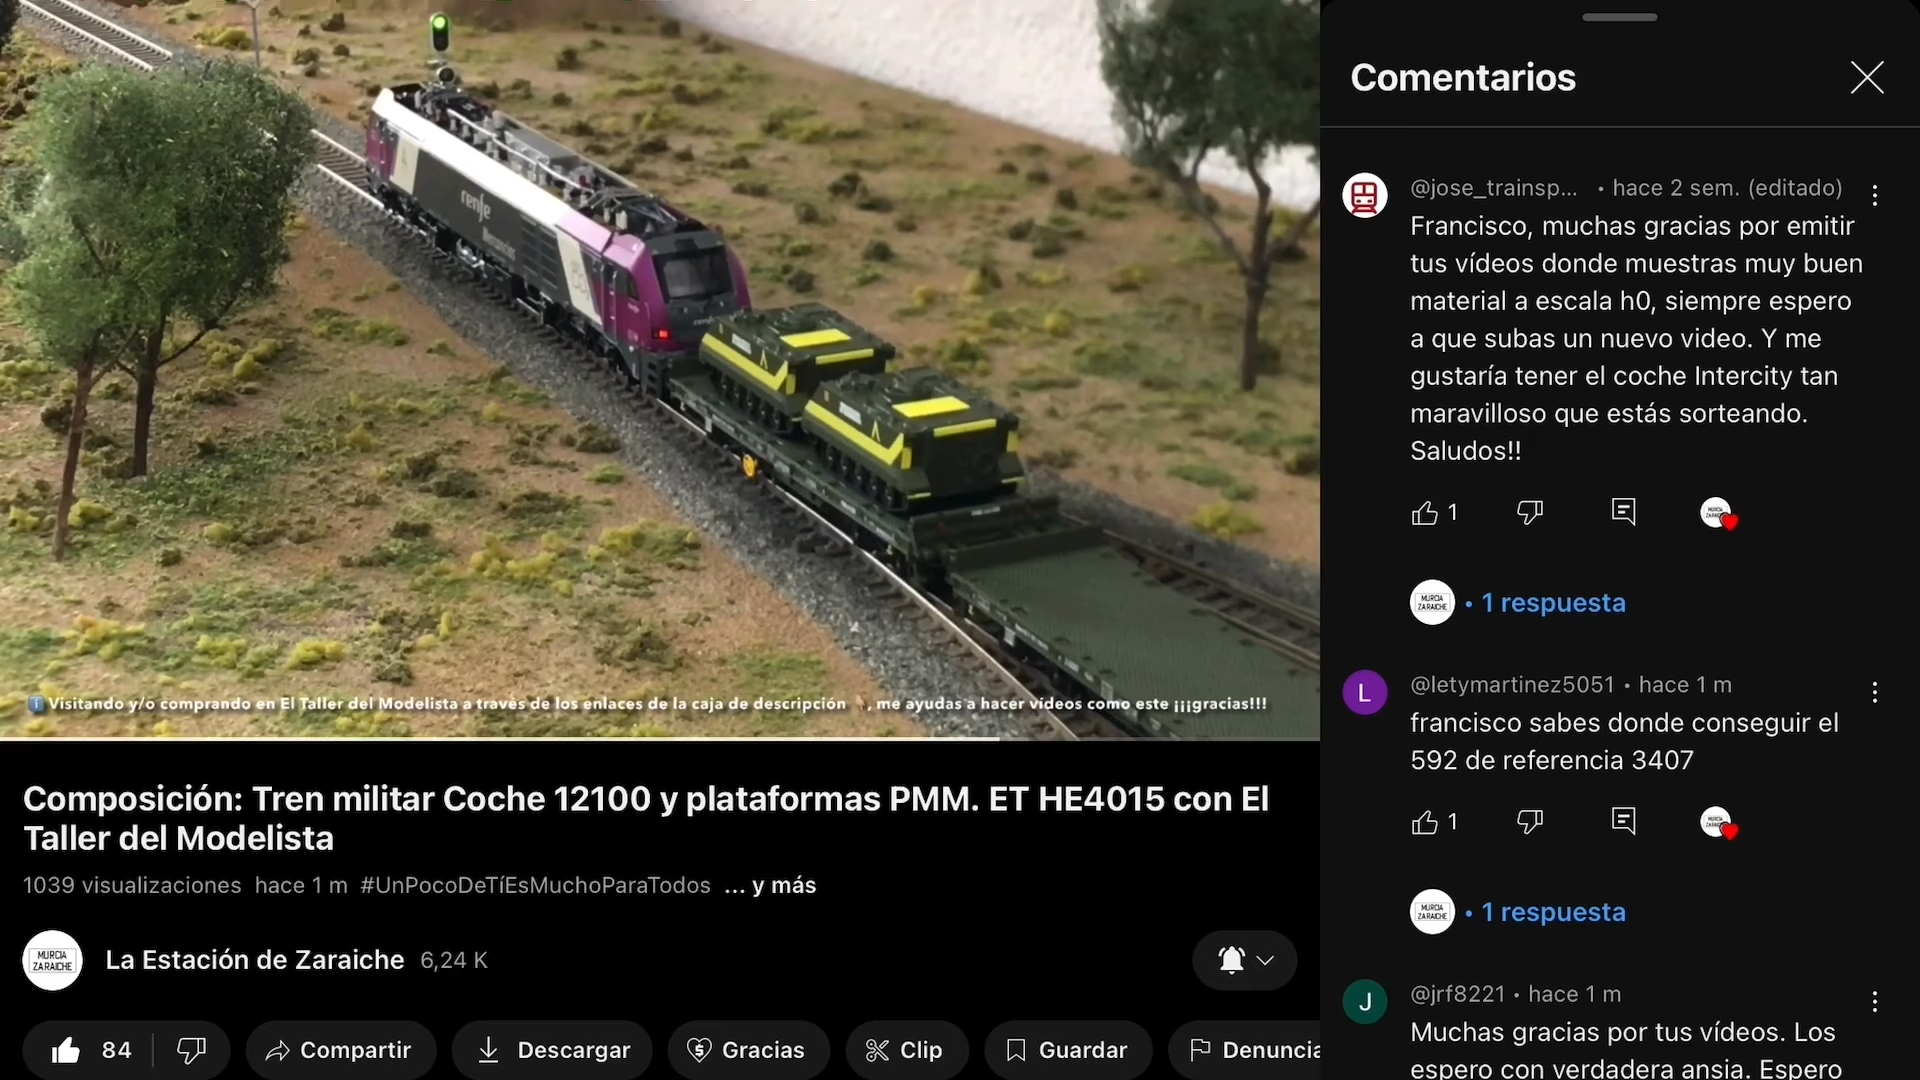 renfe
Mercancías
Visitando y/o comprando en El Taller del Modelista a través de los enlaces de la caja de descripción , me ayudas a hacer vídeos como este ¡¡¡gracias!!!
Composición: Tren militar Coche 12100 y plataformas PMM. ET HE4015 con El
Taller del Modelista
1039 visualizaciones hace 1 m #UnPocoDeTíEsMuchoParaTodos ... y más
MURCIA
ZARAICHE
La Estación de Zaraiche 6,24 K
84
Compartir
Descargar
Gracias
Clip
Guardar
Denuncia
Comentarios
@jose_trainsp... • hace 2 sem. (editado)
Francisco, muchas gracias por emitir
tus vídeos donde muestras muy buen
material a escala h0, siempre espero
a que subas un nuevo video. Y me
gustaría tener el coche Intercity tan
maravilloso que estás sorteando.
Saludos!!
1
MURCIA
ZARAICHE
• 1 respuesta
L
@letymartinez5051 • hace 1 m
francisco sabes donde conseguir el
592 de referencia 3407
1
MURCIA
ZARAICHE
• 1 respuesta
J
@jrf8221 • hace 1 m
Muchas gracias por tus vídeos. Los
espero con verdadera ansia. Espero